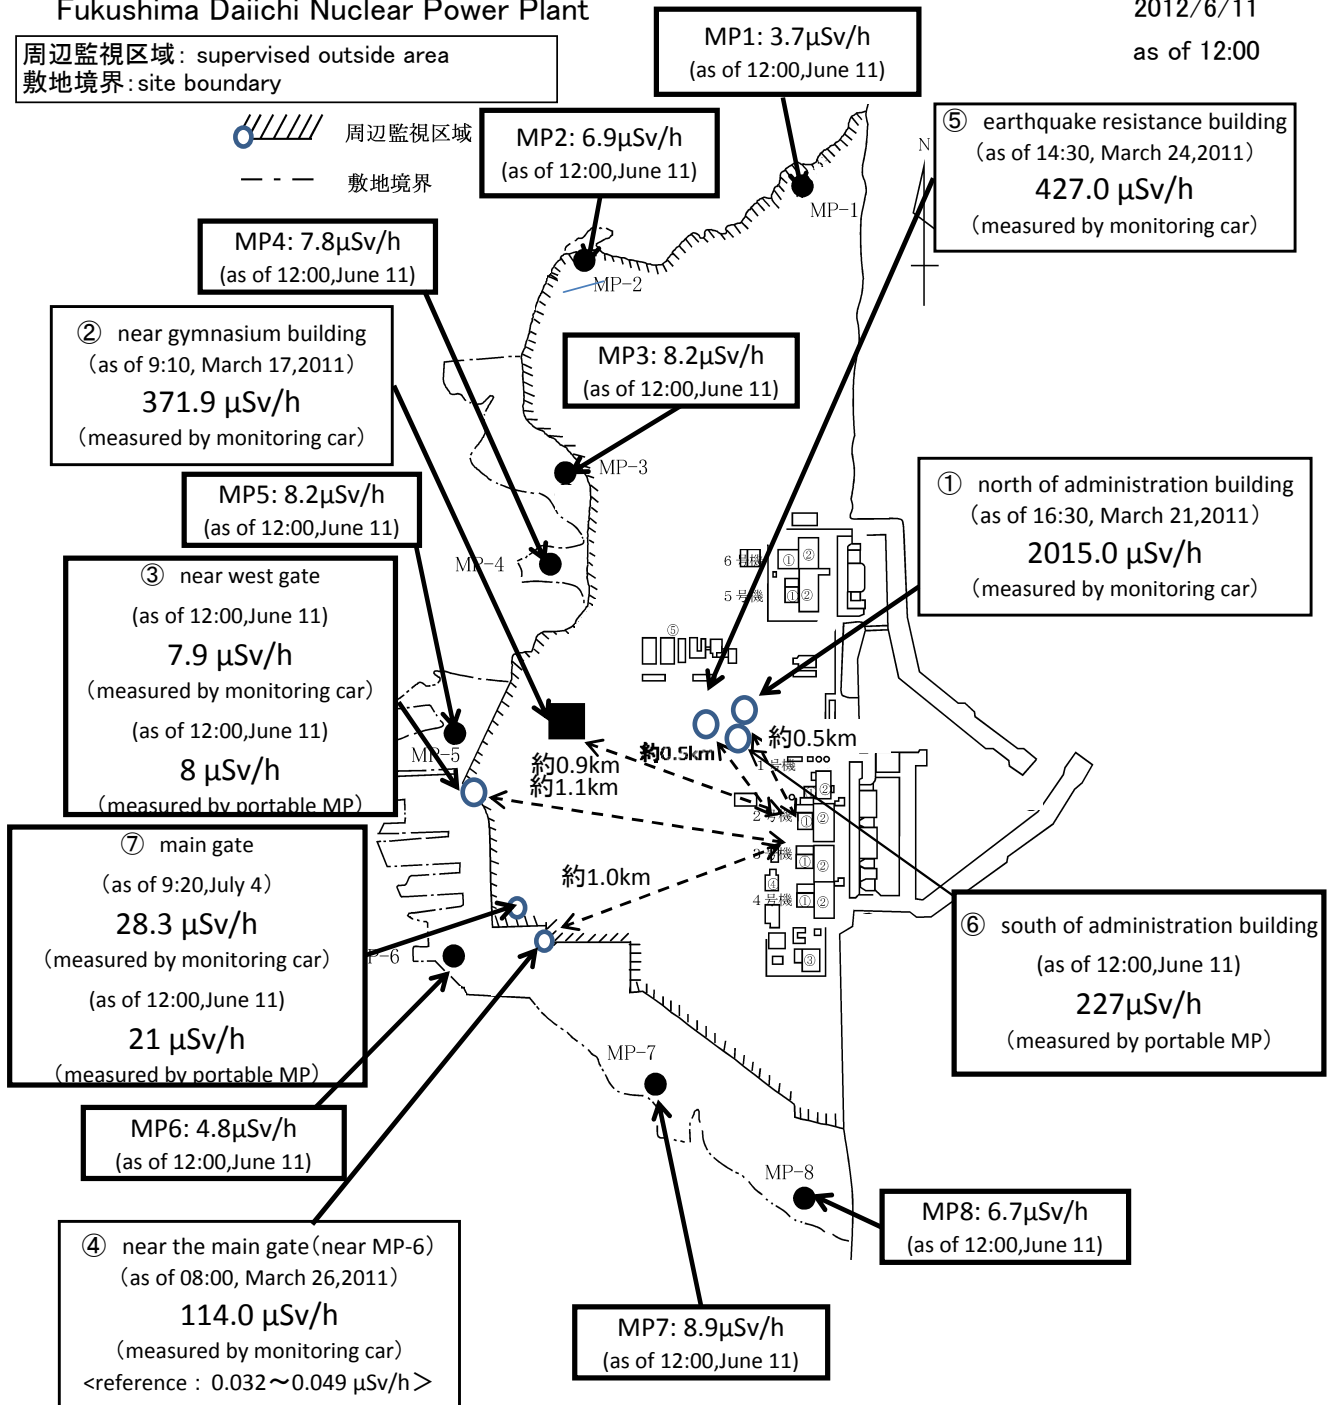 Fukushima Daiichi Nuclear Power Plant
2012/6/11
as of 12:00
周辺監視区域: supervised outside area
敷地境界:site boundary
周辺監視区域
敷地境界
MP1: 3.7μSv/h
(as of 12:00,June 11)
MP2: 6.9μSv/h
(as of 12:00,June 11)
⑤ earthquake resistance building
(as of 14:30, March 24,2011)
427.0 μSv/h
(measured by monitoring car)
N
MP-1
MP4: 7.8μSv/h
(as of 12:00,June 11)
MP-2
② near gymnasium building
(as of 9:10, March 17,2011)
371.9 μSv/h
(measured by monitoring car)
MP3: 8.2μSv/h
(as of 12:00,June 11)
MP-3
MP5: 8.2μSv/h
(as of 12:00,June 11)
① north of administration building
(as of 16:30, March 21,2011)
2015.0 μSv/h
(measured by monitoring car)
MP-4
6号機
① ②
5号機
① ②
③ near west gate
(as of 12:00,June 11)
7.9 μSv/h
(measured by monitoring car)
(as of 12:00,June 11)
8 μSv/h
(measured by portable MP)
⑤
MP-5
約0.9km
約1.1km
約0.5km
約0.5km
1号機
②
2号機
① ②
3号機
① ②
④
4号機
① ②
③
約1.0km
⑦ main gate
(as of 9:20,July 4)
28.3 μSv/h
(measured by monitoring car)
(as of 12:00,June 11)
21 μSv/h
(measured by portable MP)
P-6
⑥ south of administration building
(as of 12:00,June 11)
227μSv/h
(measured by portable MP)
MP-7
MP6: 4.8μSv/h
(as of 12:00,June 11)
MP-8
MP8: 6.7μSv/h
(as of 12:00,June 11)
④ near the main gate(near MP-6)
(as of 08:00, March 26,2011)
114.0 μSv/h
(measured by monitoring car)
<reference : 0.032～0.049 μSv/h＞
MP7: 8.9μSv/h
(as of 12:00,June 11)